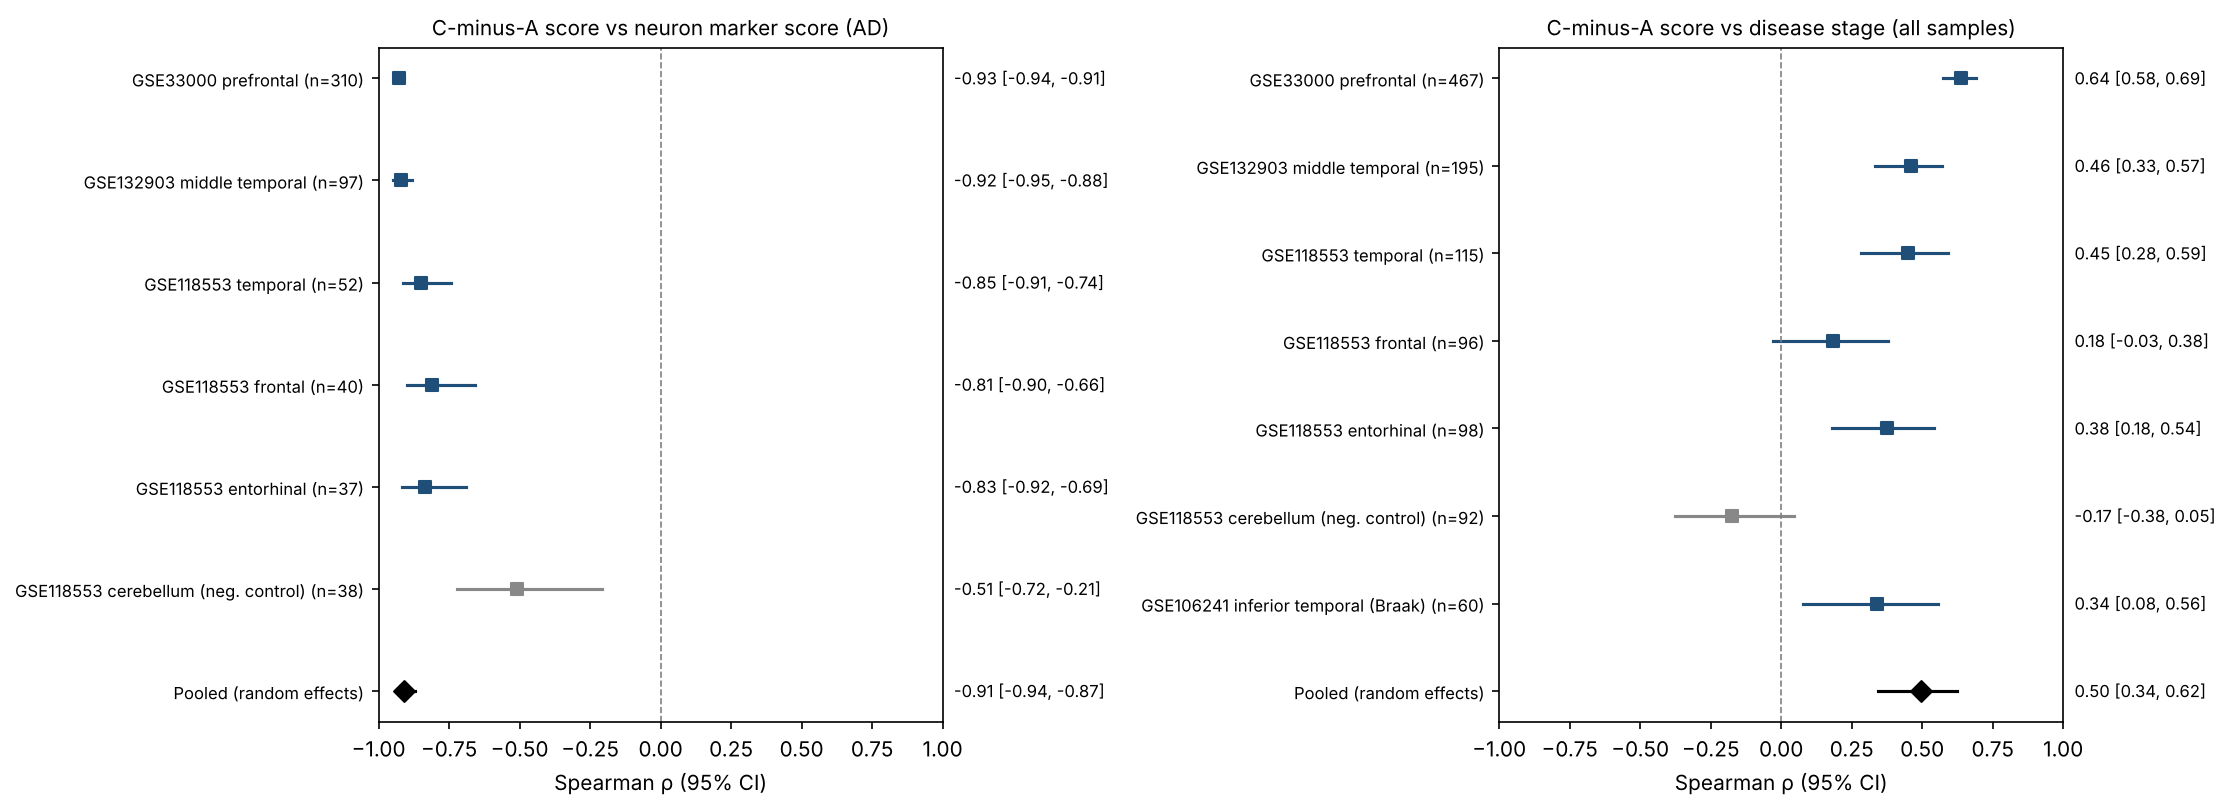 C-minus-A score vs neuron marker score (AD)
GSE33000 prefrontal (n=310)
-0.93 [-0.94, -0.91]
GSE132903 middle temporal (n=97)
-0.92 [-0.95, -0.88]
GSE118553 temporal (n=52)
-0.85 [-0.91, -0.74]
GSE118553 frontal (n=40)
-0.81 [-0.90, -0.66]
GSE118553 entorhinal (n=37)
-0.83 [-0.92, -0.69]
GSE118553 cerebellum (neg. control) (n=38)
-0.51 [-0.72, -0.21]
Pooled (random effects)
-0.91 [-0.94, -0.87]
−1.00 −0.75 −0.50 −0.25 0.00 0.25 0.50 0.75 1.00
Spearman ρ (95% CI)
C-minus-A score vs disease stage (all samples)
GSE33000 prefrontal (n=467)
0.64 [0.58, 0.69]
GSE132903 middle temporal (n=195)
0.46 [0.33, 0.57]
GSE118553 temporal (n=115)
0.45 [0.28, 0.59]
GSE118553 frontal (n=96)
0.18 [-0.03, 0.38]
GSE118553 entorhinal (n=98)
0.38 [0.18, 0.54]
GSE118553 cerebellum (neg. control) (n=92)
-0.17 [-0.38, 0.05]
GSE106241 inferior temporal (Braak) (n=60)
0.34 [0.08, 0.56]
Pooled (random effects)
0.50 [0.34, 0.62]
−1.00 −0.75 −0.50 −0.25 0.00 0.25 0.50 0.75 1.00
Spearman ρ (95% CI)